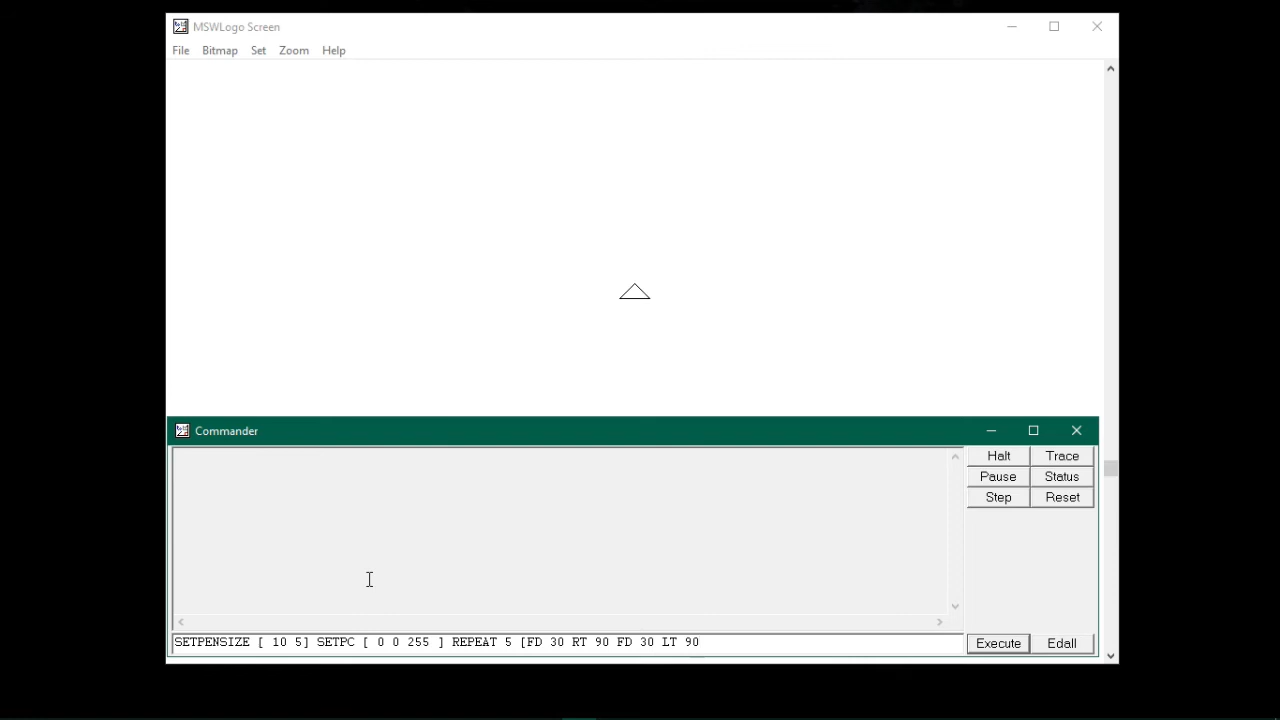 MSWLogo Screen
File Bitmap Set Zoom Help
Commander
Halt Trace
Pause Status
Step Reset
SETPENSIZE [ 10 5] SETPC [ 0 0 255 ] REPEAT 5 [FD 30 RT 90 FD 30 LT 90
Execute Edall